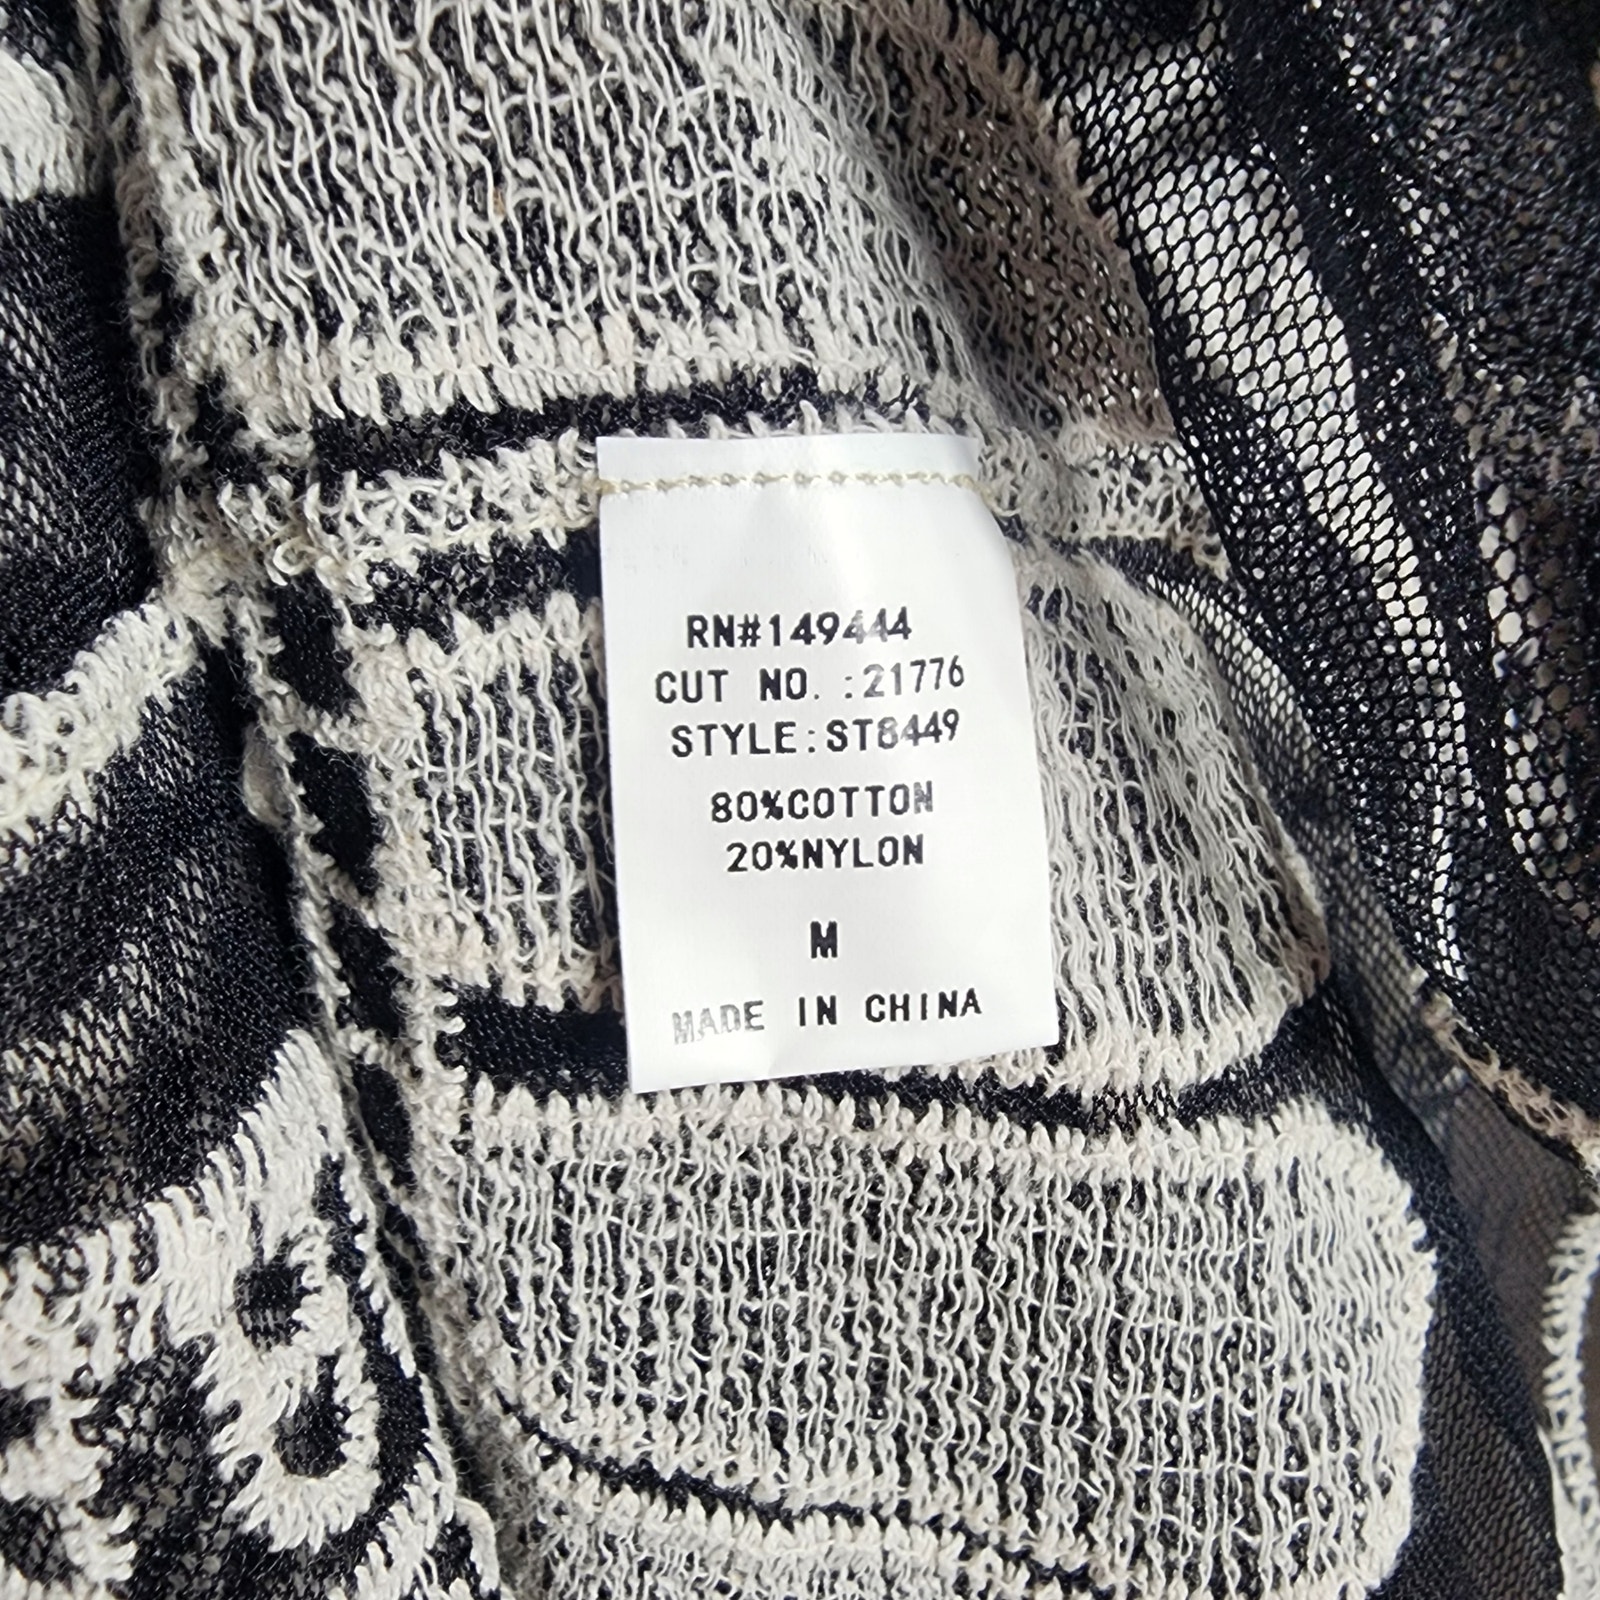 RN#149444
CUT NO. :21776
STYLE:ST8449
80%COTTON
20%NYLON
M
MADE IN CHINA